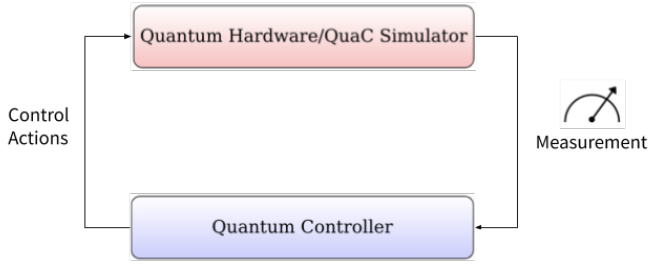 Quantum Hardware/QuaC Simulator
Control
Actions
Measurement
Quantum Controller